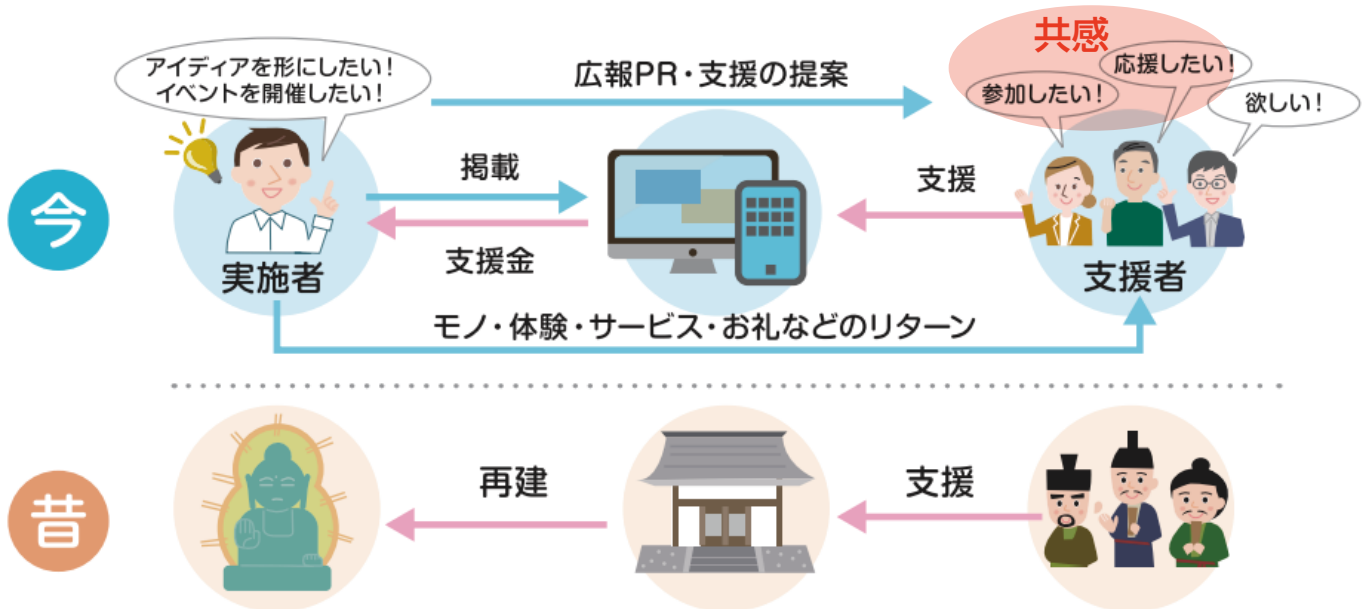 共感
アイディアを形にしたい！
イベントを開催したい！
広報PR・支援の提案
応援したい！
参加したい！
欲しい！
今
掲載
支援
支援金
実施者
支援者
モノ・体験・サービス・お礼などのリターン
昔
再建
支援